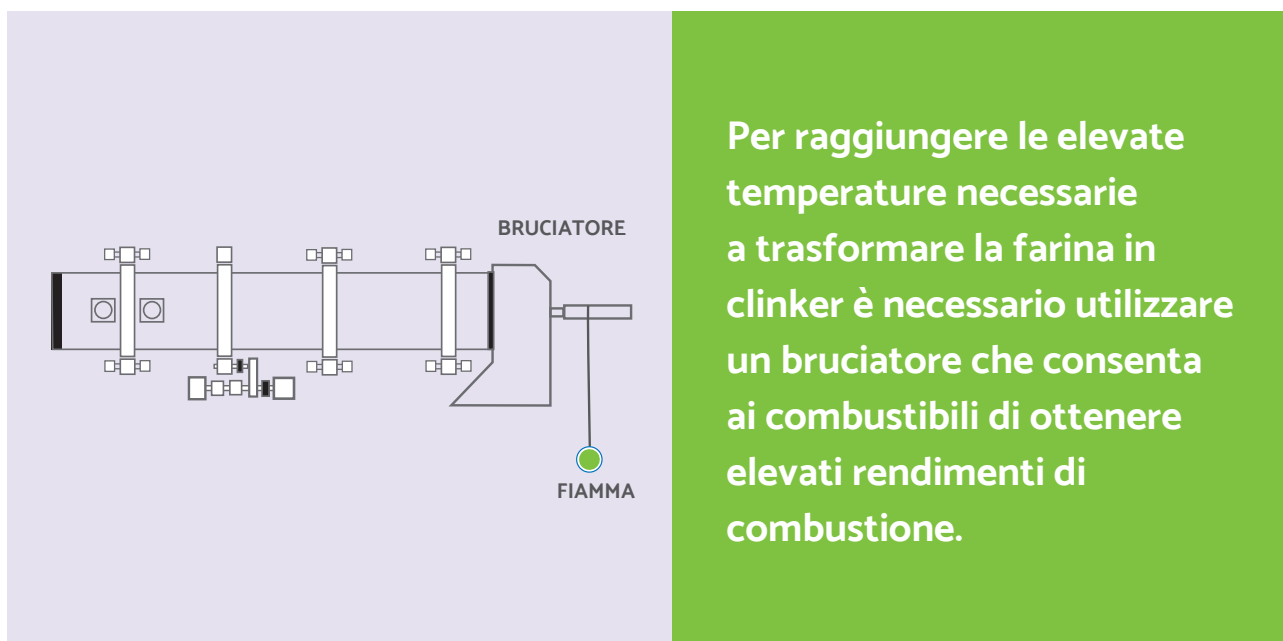 BRUCIATORE
FIAMMA
Per raggiungere le elevate
temperature necessarie
a trasformare la farina in
clinker è necessario utilizzare
un bruciatore che consenta
ai combustibili di ottenere
elevati rendimenti di
combustione.